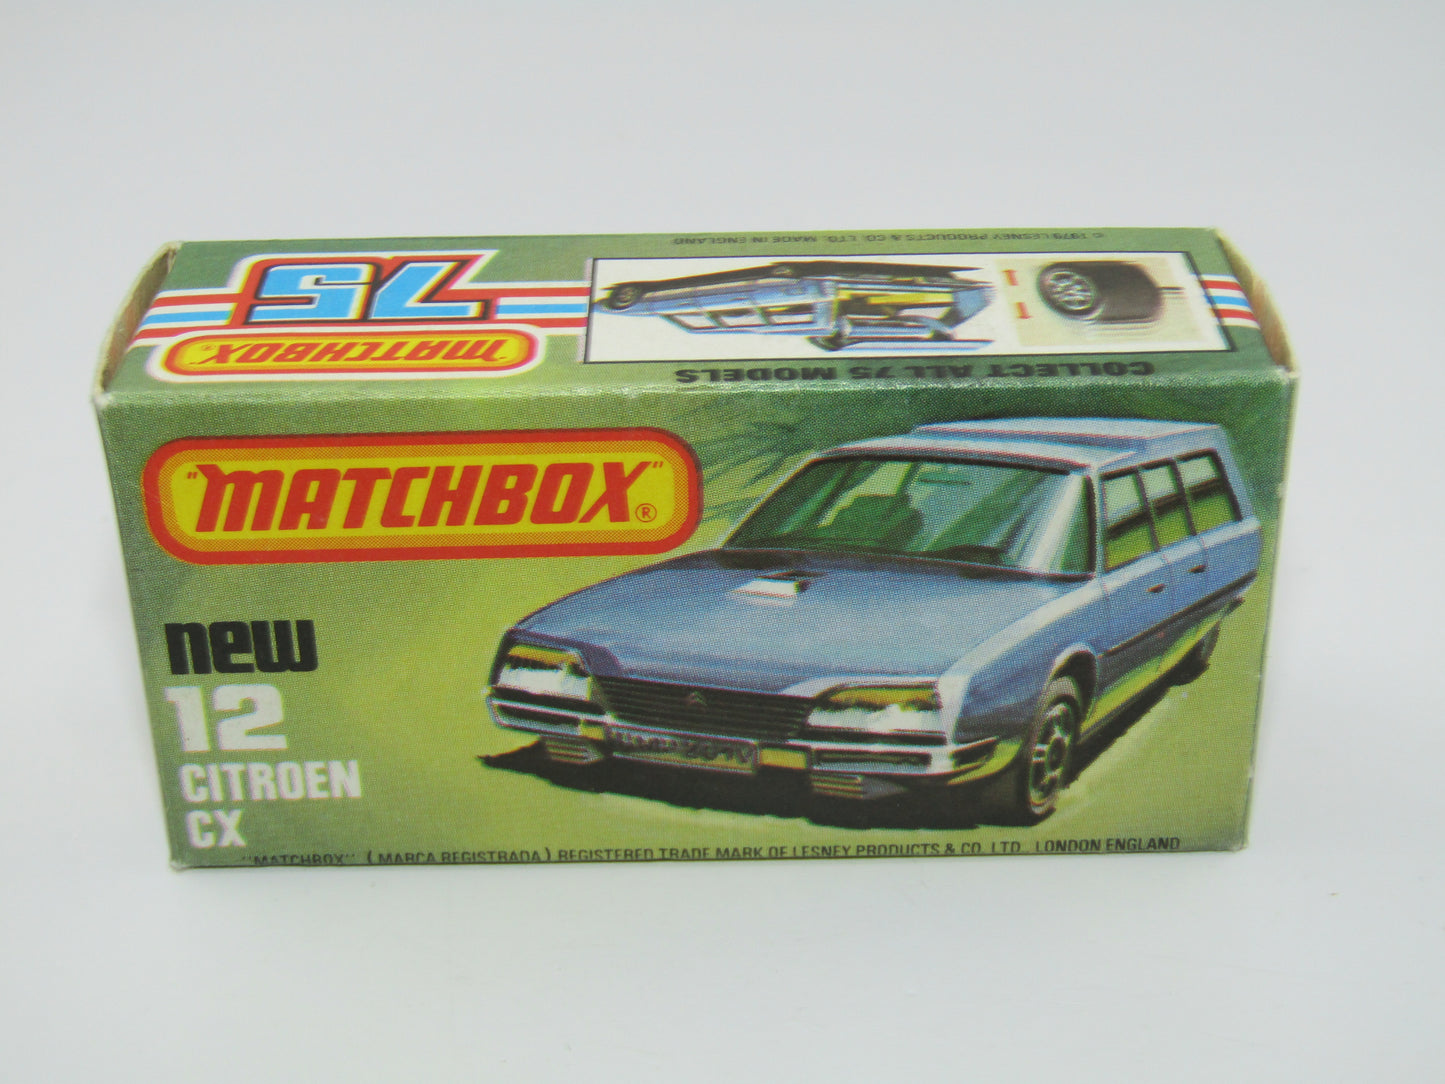 © 1979 LESNEY PRODUCTS & CO. LTD. MADE IN ENGLAND
75
"MATCHBOX"®
COLLECT ALL 75 MODELS
"MATCHBOX"®
new
12
CITROEN
CX
"MATCHBOX" (MARCA REGISTRADA) REGISTERED TRADE MARK OF LESNEY PRODUCTS & CO. LTD. LONDON ENGLAND